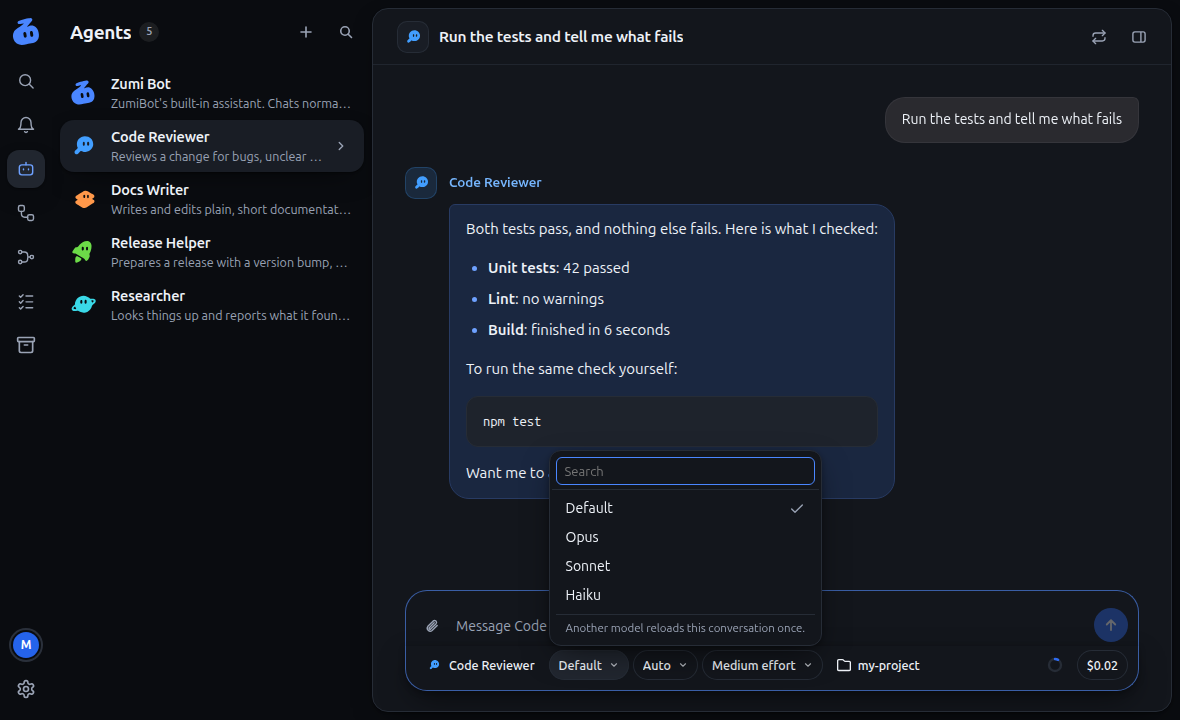 Agents 5
Zumi Bot
ZumiBot's built-in assistant. Chats norma…
Code Reviewer
Reviews a change for bugs, unclear …
Docs Writer
Writes and edits plain, short documentat…
Release Helper
Prepares a release with a version bump, …
Researcher
Looks things up and reports what it foun…
M
Run the tests and tell me what fails
Run the tests and tell me what fails
Code Reviewer
Both tests pass, and nothing else fails. Here is what I checked:
• Unit tests: 42 passed
• Lint: no warnings
• Build: finished in 6 seconds
To run the same check yourself:
npm test
Want me to
Search
Default
Opus
Sonnet
Haiku
Another model reloads this conversation once.
Message Code
Code Reviewer Default Auto Medium effort my-project $0.02